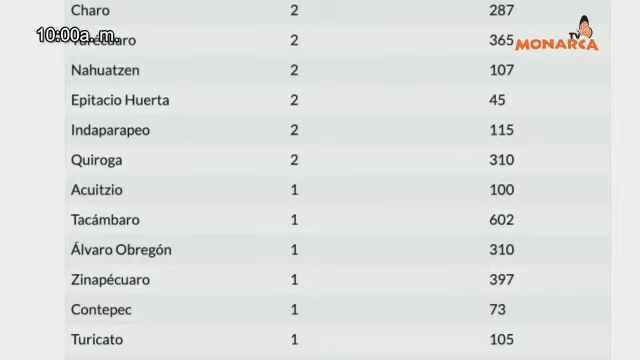 Charo 2 287
10:00a. m.
Yurécuaro 2 365
TV
MONARCA
Nahuatzen 2 107
Epitacio Huerta 2 45
Indaparapeo 2 115
Quiroga 2 310
Acuitzio 1 100
Tacámbaro 1 602
Álvaro Obregón 1 310
Zinapécuaro 1 397
Contepec 1 73
Turicato 1 105